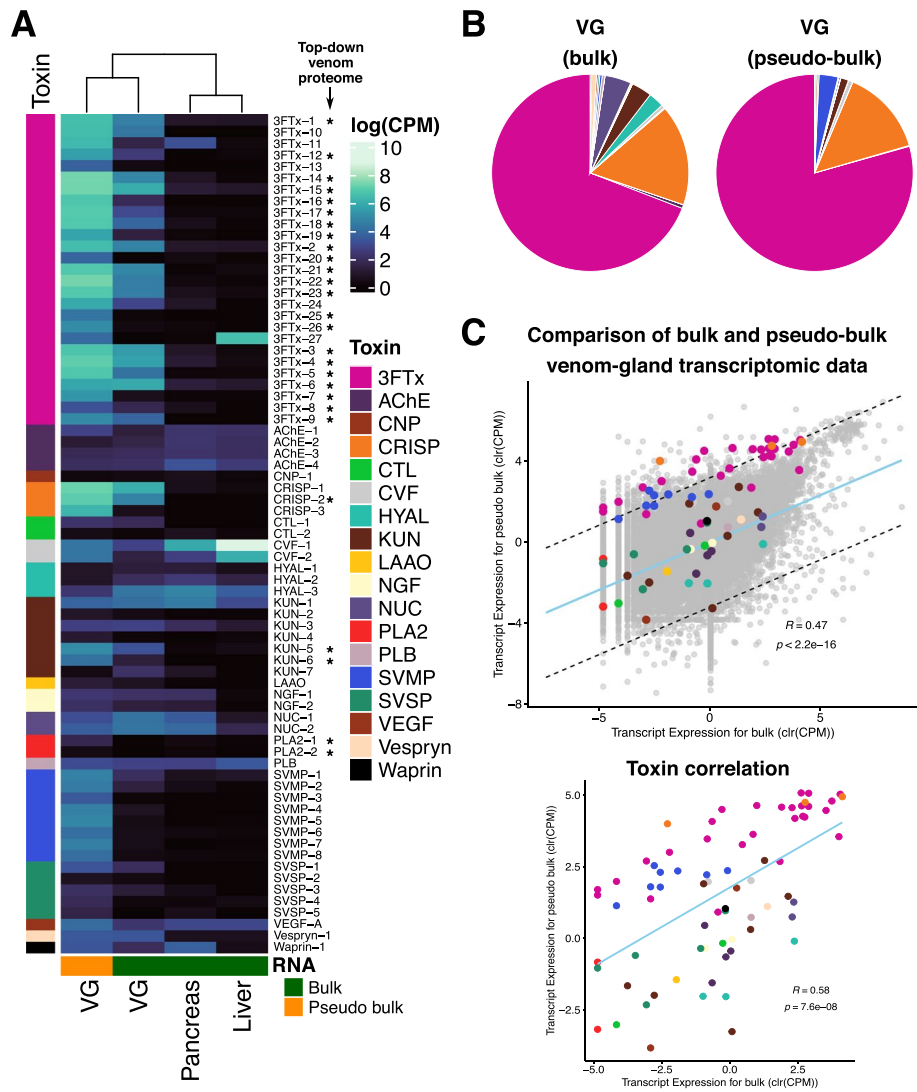 A
Toxin
Top-down
venom
proteome
3FTx−1 *
3FTx−10
3FTx−11
3FTx−12 *
3FTx−13
3FTx−14 *
3FTx−15 *
3FTx−16 *
3FTx−17 *
3FTx−18 *
3FTx−19 *
3FTx−2 *
3FTx−20 *
3FTx−21 *
3FTx−22 *
3FTx−23 *
3FTx−24
3FTx−25 *
3FTx−26 *
3FTx−27
3FTx−3 *
3FTx−4 *
3FTx−5 *
3FTx−6 *
3FTx−7 *
3FTx−8 *
3FTx−9 *
AChE−1
AChE−2
AChE−3
AChE−4
CNP−1
CRISP−1
CRISP−2 *
CRISP−3
CTL−1
CTL−2
CVF−1
CVF−2
HYAL−1
HYAL−2
HYAL−3
KUN−1
KUN−2
KUN−3
KUN−4
KUN−5 *
KUN−6 *
KUN−7
LAAO
NGF−1
NGF−2
NUC−1
NUC−2
PLA2−1 *
PLA2−2 *
PLB
SVMP−1
SVMP−2
SVMP−3
SVMP−4
SVMP−5
SVMP−6
SVMP−7
SVMP−8
SVSP−1
SVSP−2
SVSP−3
SVSP−4
SVSP−5
VEGF−A
Vespryn−1
Waprin−1
RNA
Bulk
Pseudo bulk
VG
VG
Pancreas
Liver
log(CPM)
10
8
6
4
2
0
Toxin
3FTx
AChE
CNP
CRISP
CTL
CVF
HYAL
KUN
LAAO
NGF
NUC
PLA2
PLB
SVMP
SVSP
VEGF
Vespryn
Waprin
B
VG
(bulk)
VG
(pseudo-bulk)
C
Comparison of bulk and pseudo-bulk
venom-gland transcriptomic data
Transcript Expression for pseudo bulk (clr(CPM))
4
0
−4
−8
R = 0.47
p < 2.2e−16
−5
0
5
Transcript Expression for bulk (clr(CPM))
Toxin correlation
Transcript Expression for pseudo bulk (clr(CPM))
5.0
2.5
0.0
−2.5
R = 0.58
p = 7.6e−08
−5.0
−2.5
0.0
2.5
Transcript Expression for bulk (clr(CPM))